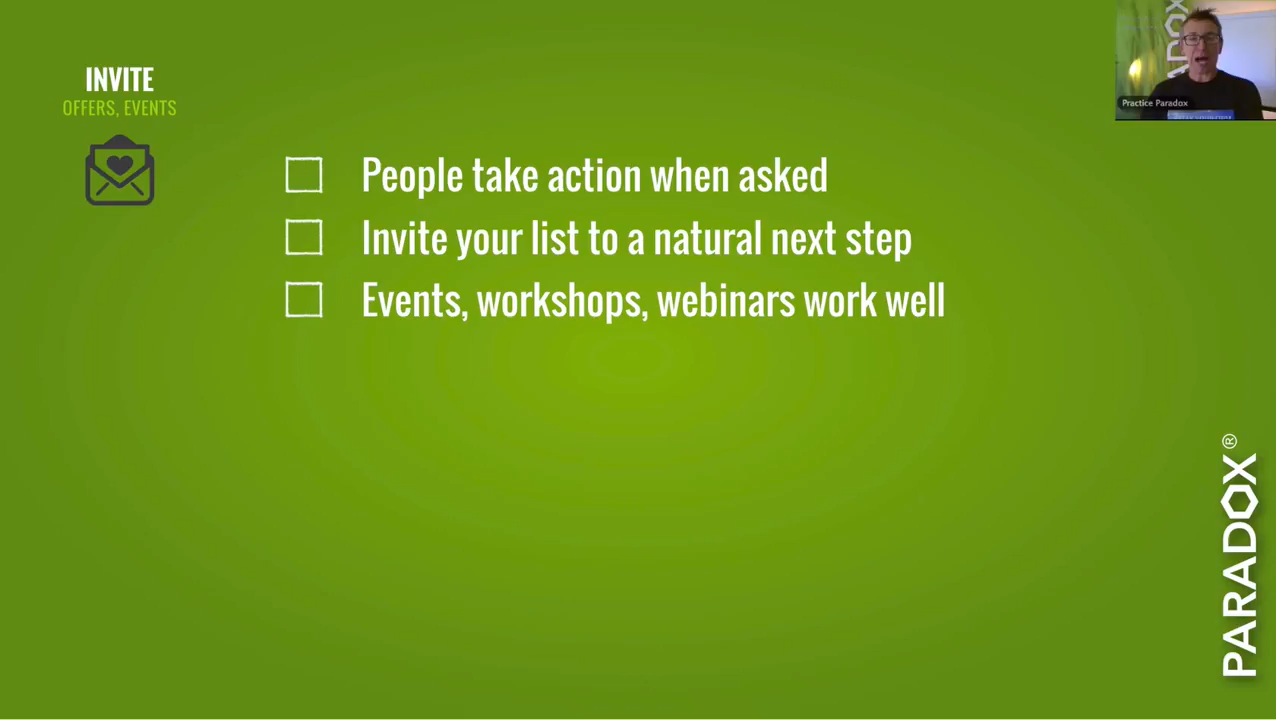 INVITE
OFFERS, EVENTS
People take action when asked
Invite your list to a natural next step
Events, workshops, webinars work well
Practice Paradox
PARADOX®